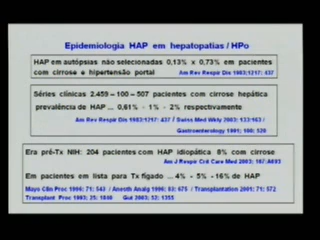 Epidemiologia HAP em hepatopatias / HPo
HAP em autópsias não selecionadas 0,13% x 0,73% em pacientes
com cirrose e hipertensão portal Am Rev Respir Dis 1983;1217: 437
Séries clínicas 2.459 – 100 – 507 pacientes com cirrose hepática
prevalência de HAP ... 0,61% - 1% - 2% respectivamente
Am Rev Respir Dis 1983;1217: 437 / Swiss Med Wkly 2003; 133:163 /
Gastroenterology 1991; 100: 520
Era pré-Tx NIH: 204 pacientes com HAP idiopática 8% com cirrose
Am J Respir Crit Care Med 2003; 167:A693
Em pacientes em lista para Tx fígado ... 4% - 5% -16% de HAP
Mayo Clin Proc 1996; 71: 543 / Anesth Analg 1996; 83: 675 / Transplantation 2001; 71: 572
Transplant Proc 1993; 25: 1880 Gut 2003; 52: 1355